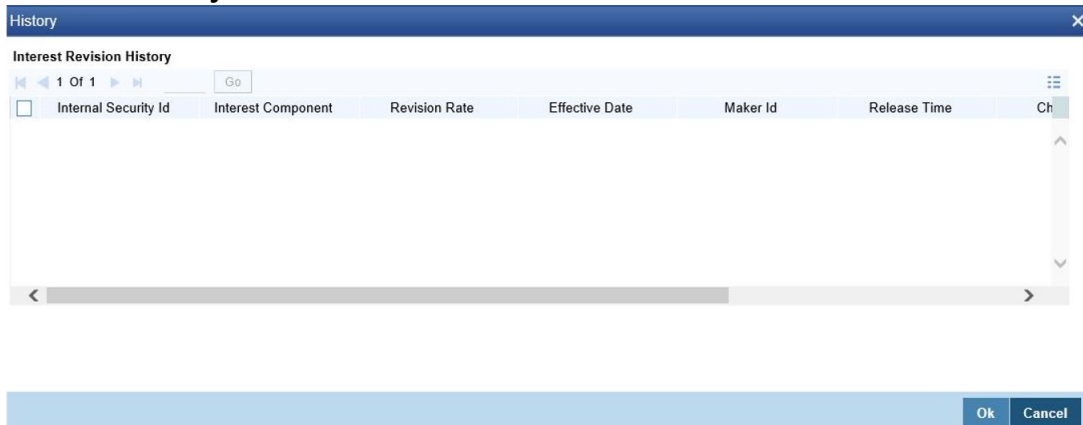 History
Interest Revision History
1 Of 1 Go
Internal Security Id Interest Component Revision Rate Effective Date Maker Id Release Time Ch
Ok Cancel